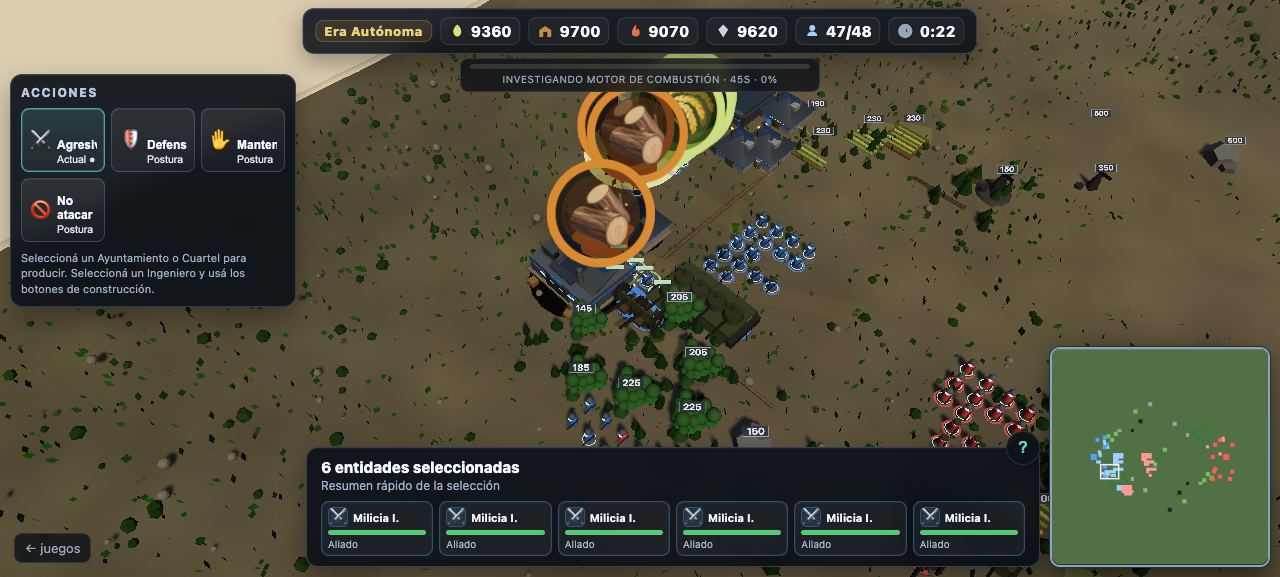 Era Autónoma 9360 9700 9070 9620 47/48 0:22
INVESTIGANDO MOTOR DE COMBUSTIÓN · 45S · 0%
ACCIONES
Agresiv
Actual •
Defens
Postura
Manten
Postura
No
atacar
Postura
Seleccioná un Ayuntamiento o Cuartel para
producir. Seleccioná un Ingeniero y usá los
botones de construcción.
190
230
230
230
500
600
150
350
205
145
205
185
225
225
150
6 entidades seleccionadas
Resumen rápido de la selección
?
Milicia I.
Aliado
Milicia I.
Aliado
Milicia I.
Aliado
Milicia I.
Aliado
Milicia I.
Aliado
Milicia I.
Aliado
← juegos